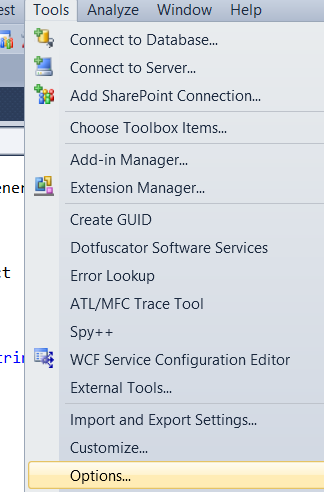 est Tools Analyze Window Help
Connect to Database...
Connect to Server...
Add SharePoint Connection...
Choose Toolbox Items...
Add-in Manager...
Extension Manager...
ener
Create GUID
Dotfuscator Software Services
Error Lookup
ATL/MFC Trace Tool
Spy++
WCF Service Configuration Editor
trin
External Tools...
Import and Export Settings...
Customize...
Options...